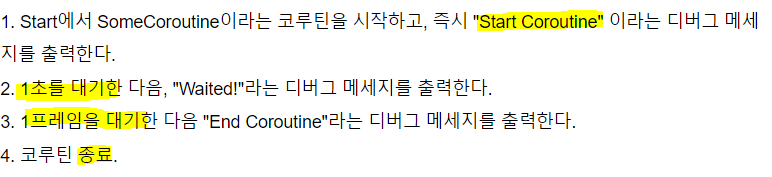 1. Start에서 SomeCoroutine이라는 코루틴을 시작하고, 즉시 "Start Coroutine" 이라는 디버그 메세
지를 출력한다.
2. 1초를 대기한 다음, "Waited!"라는 디버그 메세지를 출력한다.
3. 1프레임을 대기한 다음 "End Coroutine"라는 디버그 메세지를 출력한다.
4. 코루틴 종료.